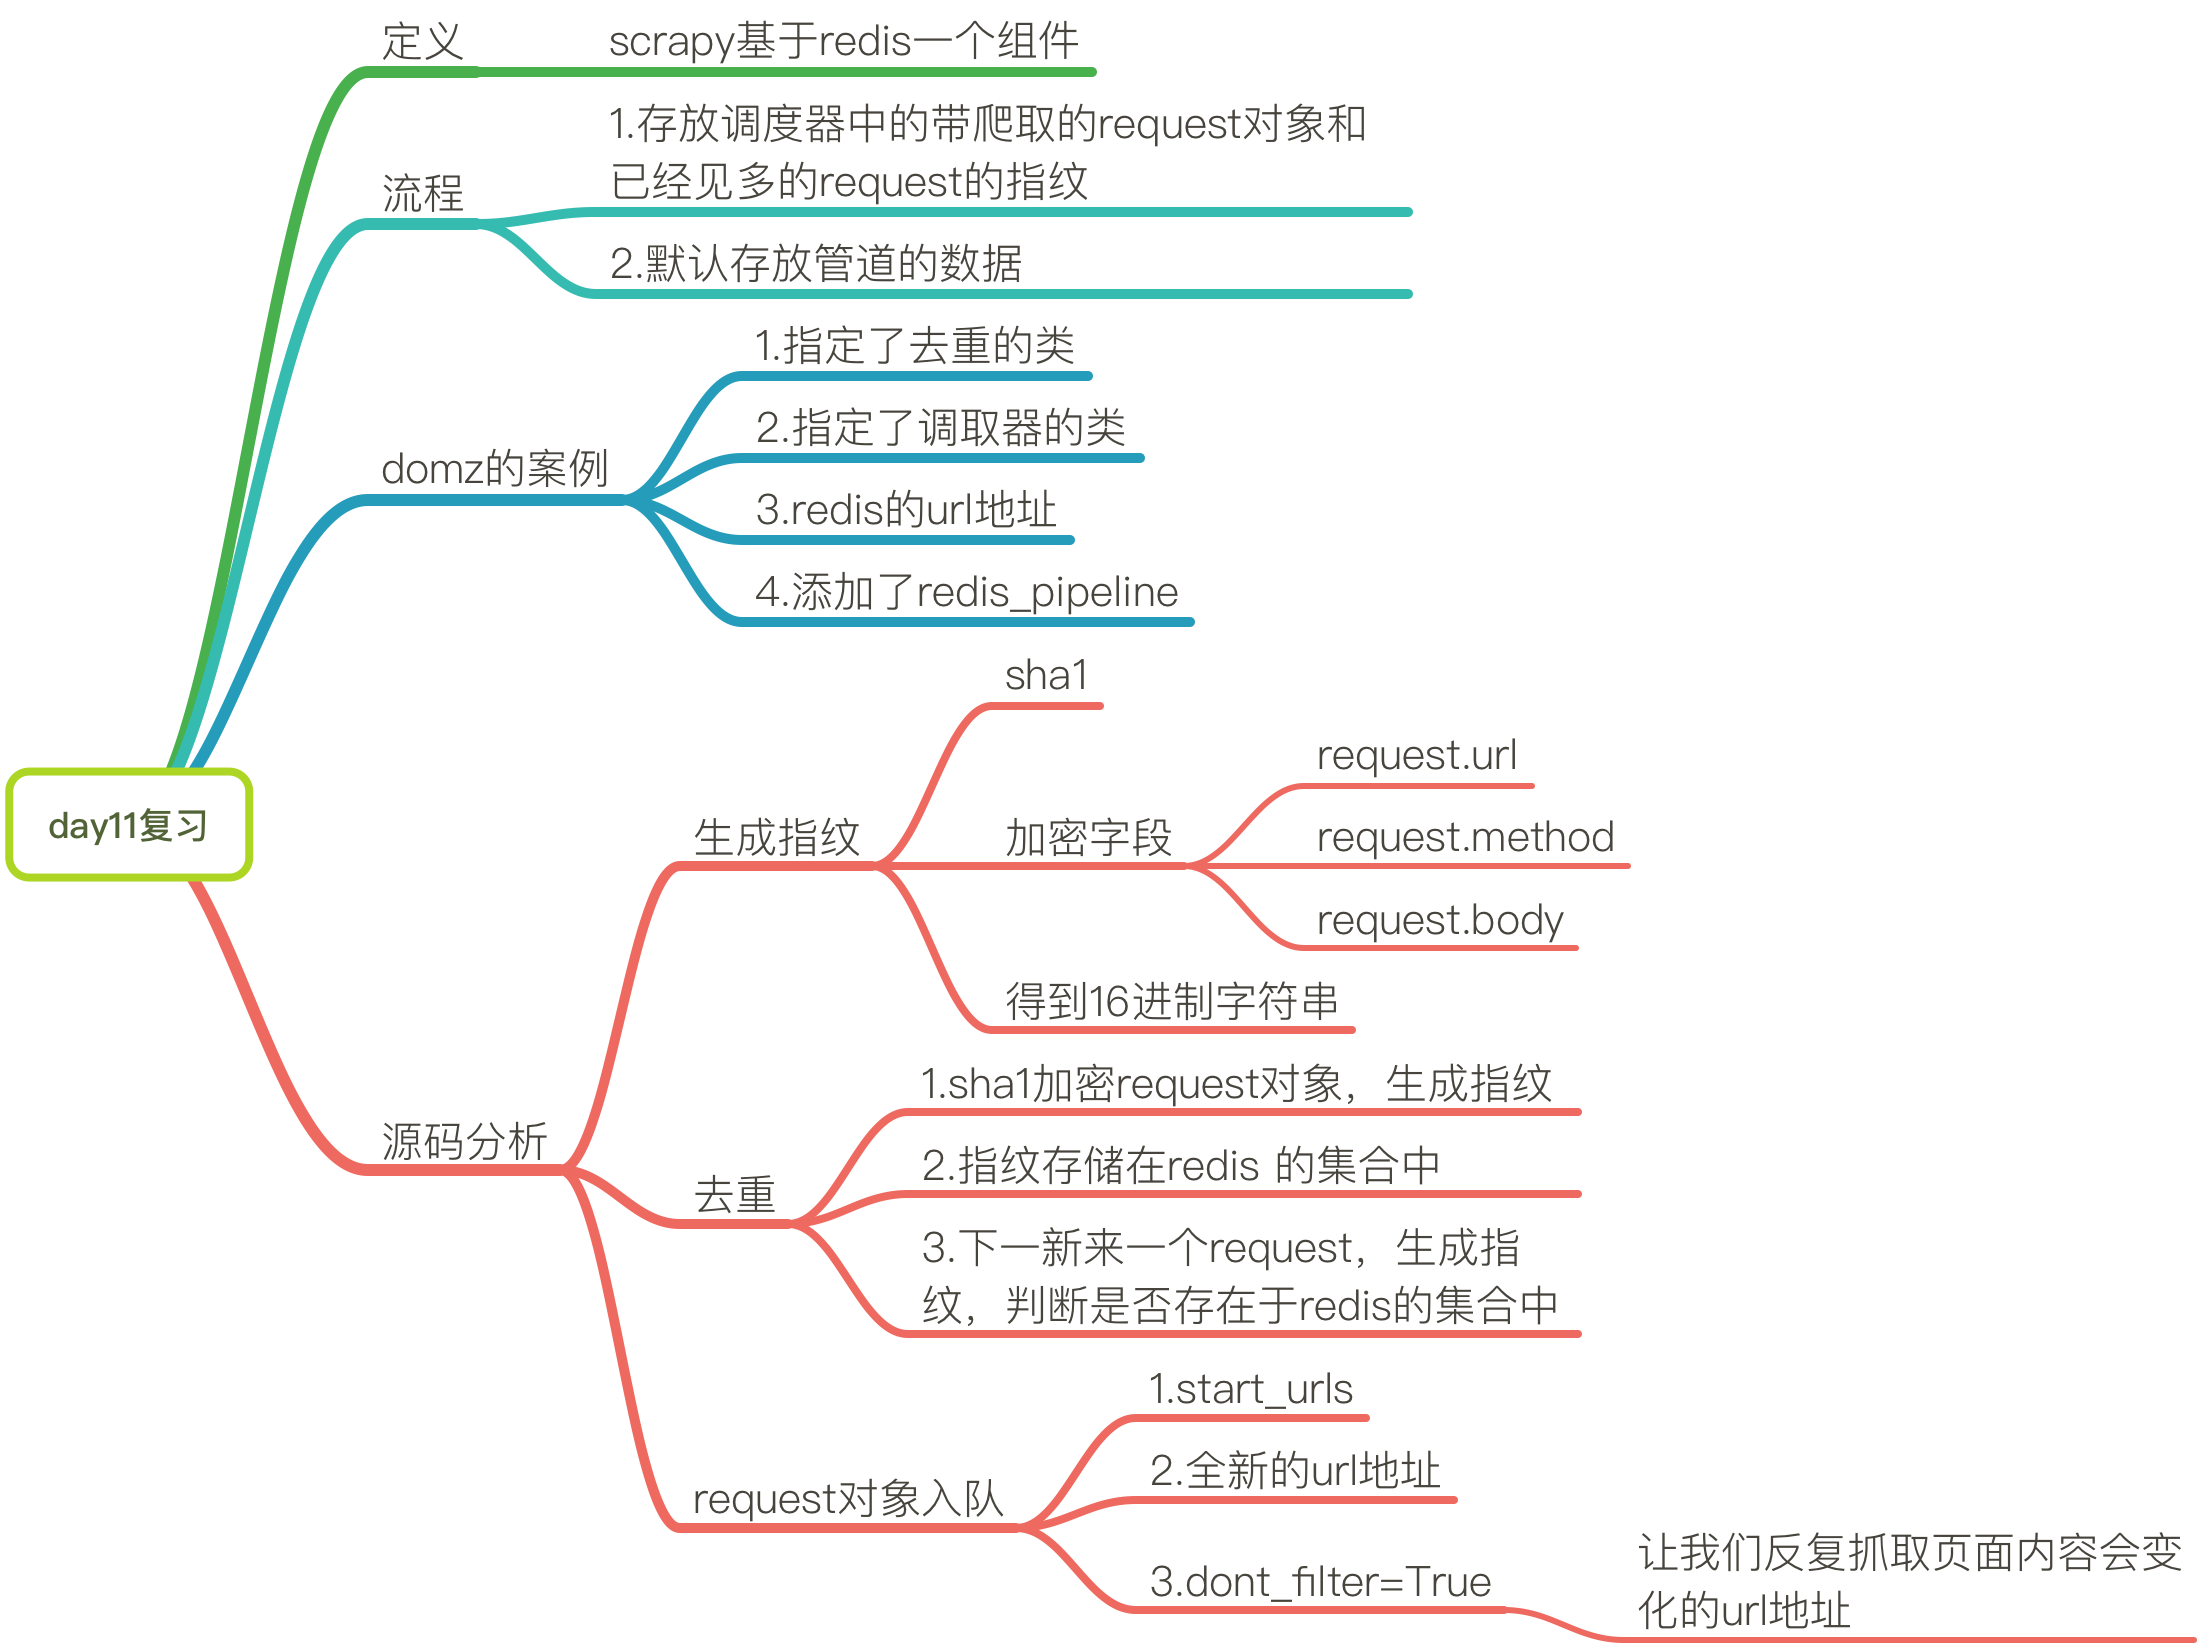 定义
scrapy基于redis一个组件
流程
1.存放调度器中的带爬取的request对象和
已经见多的request的指纹
2.默认存放管道的数据
domz的案例
1.指定了去重的类
2.指定了调取器的类
3.redis的url地址
4.添加了redis_pipeline
day11复习
源码分析
生成指纹
sha1
加密字段
request.url
request.method
request.body
得到16进制字符串
去重
1.sha1加密request对象，生成指纹
2.指纹存储在redis 的集合中
3.下一新来一个request，生成指
纹，判断是否存在于redis的集合中
request对象入队
1.start_urls
2.全新的url地址
3.dont_filter=True
让我们反复抓取页面内容会变
化的url地址